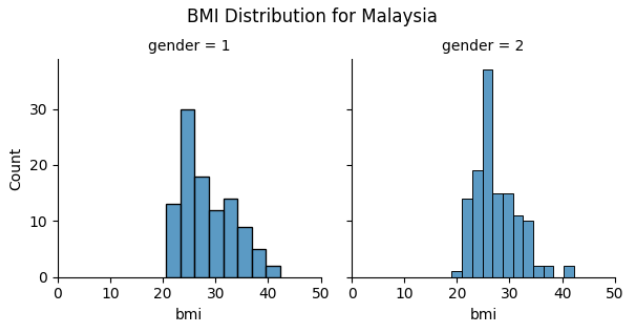 BMI Distribution for Malaysia
gender = 1
gender = 2
Count
30
20
10
0
0 10 20 30 40 50
0 10 20 30 40 50
bmi
bmi